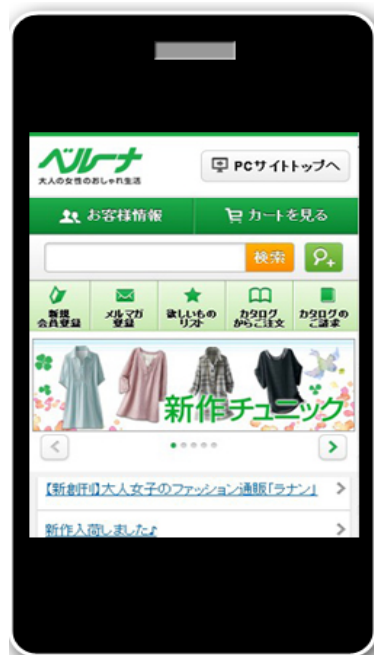 ベルーナ
大人の女性のおしゃれ生活
PCサイトトップへ
お客様情報
カートを見る
検索
新規
会員登録
メルマガ
登録
欲しいもの
リスト
カタログ
からご注文
カタログの
ご請求
新作チュニック
【新創刊】大人女子のファッション通販「ラナン」
新作入荷しました♪